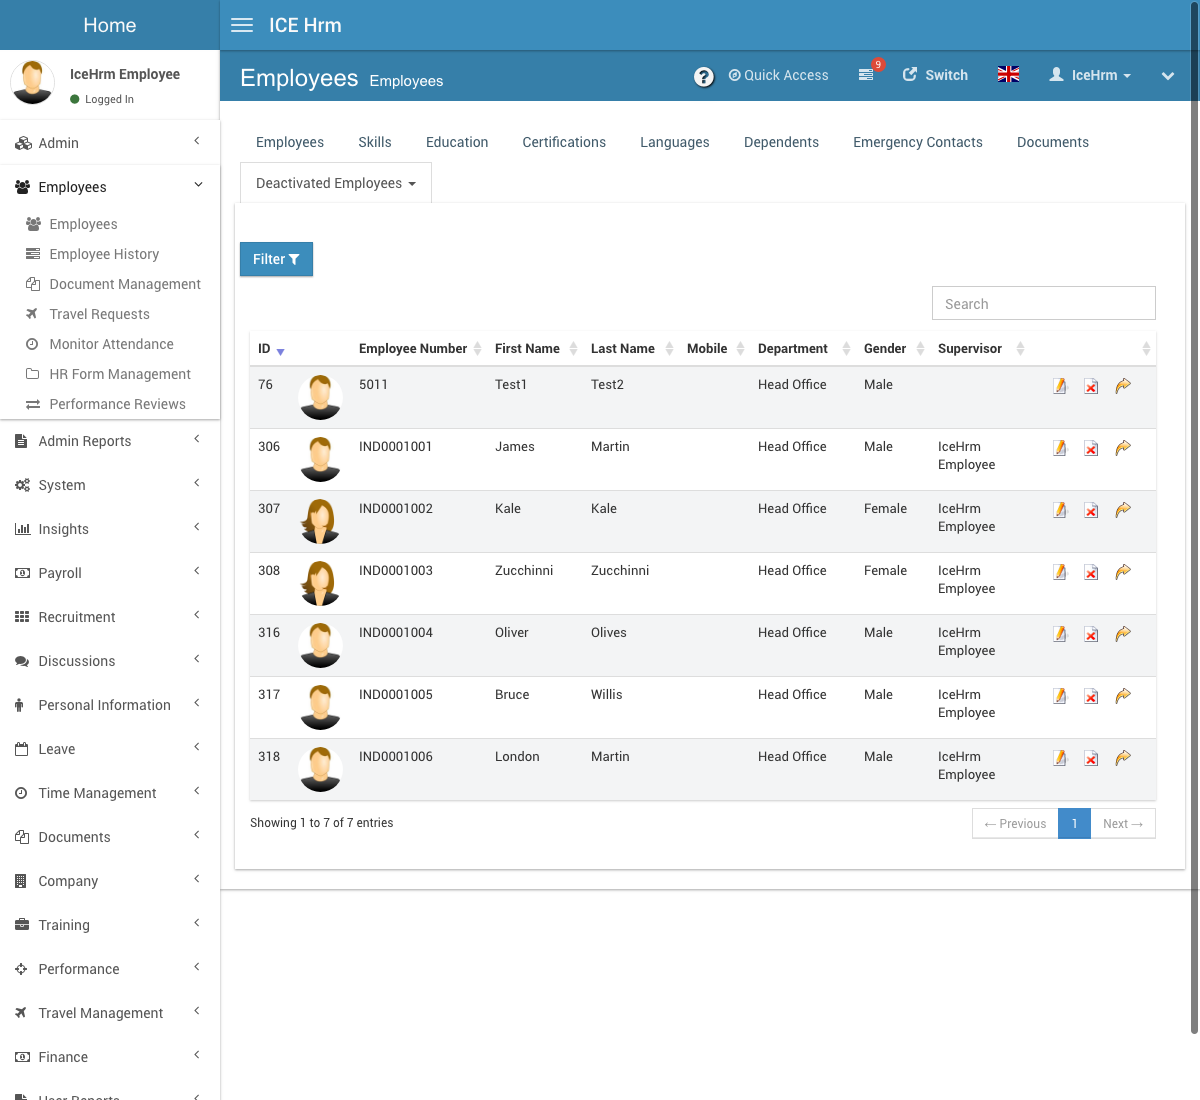 Home
ICE Hrm
IceHrm Employee
Logged In
Employees Employees
? Quick Access
9
Switch
IceHrm
Admin
Employees
Employees
Employee History
Document Management
Travel Requests
Monitor Attendance
HR Form Management
Performance Reviews
Admin Reports
System
Insights
Payroll
Recruitment
Discussions
Personal Information
Leave
Time Management
Documents
Company
Training
Performance
Travel Management
Finance
User Reports
Employees Skills Education Certifications Languages Dependents Emergency Contacts Documents
Deactivated Employees
Filter
Search
ID Employee Number First Name Last Name Mobile Department Gender Supervisor
76 5011 Test1 Test2 Head Office Male
306 IND0001001 James Martin Head Office Male IceHrm
Employee
307 IND0001002 Kale Kale Head Office Female IceHrm
Employee
308 IND0001003 Zucchinni Zucchinni Head Office Female IceHrm
Employee
316 IND0001004 Oliver Olives Head Office Male IceHrm
Employee
317 IND0001005 Bruce Willis Head Office Male IceHrm
Employee
318 IND0001006 London Martin Head Office Male IceHrm
Employee
Showing 1 to 7 of 7 entries
← Previous 1 Next →